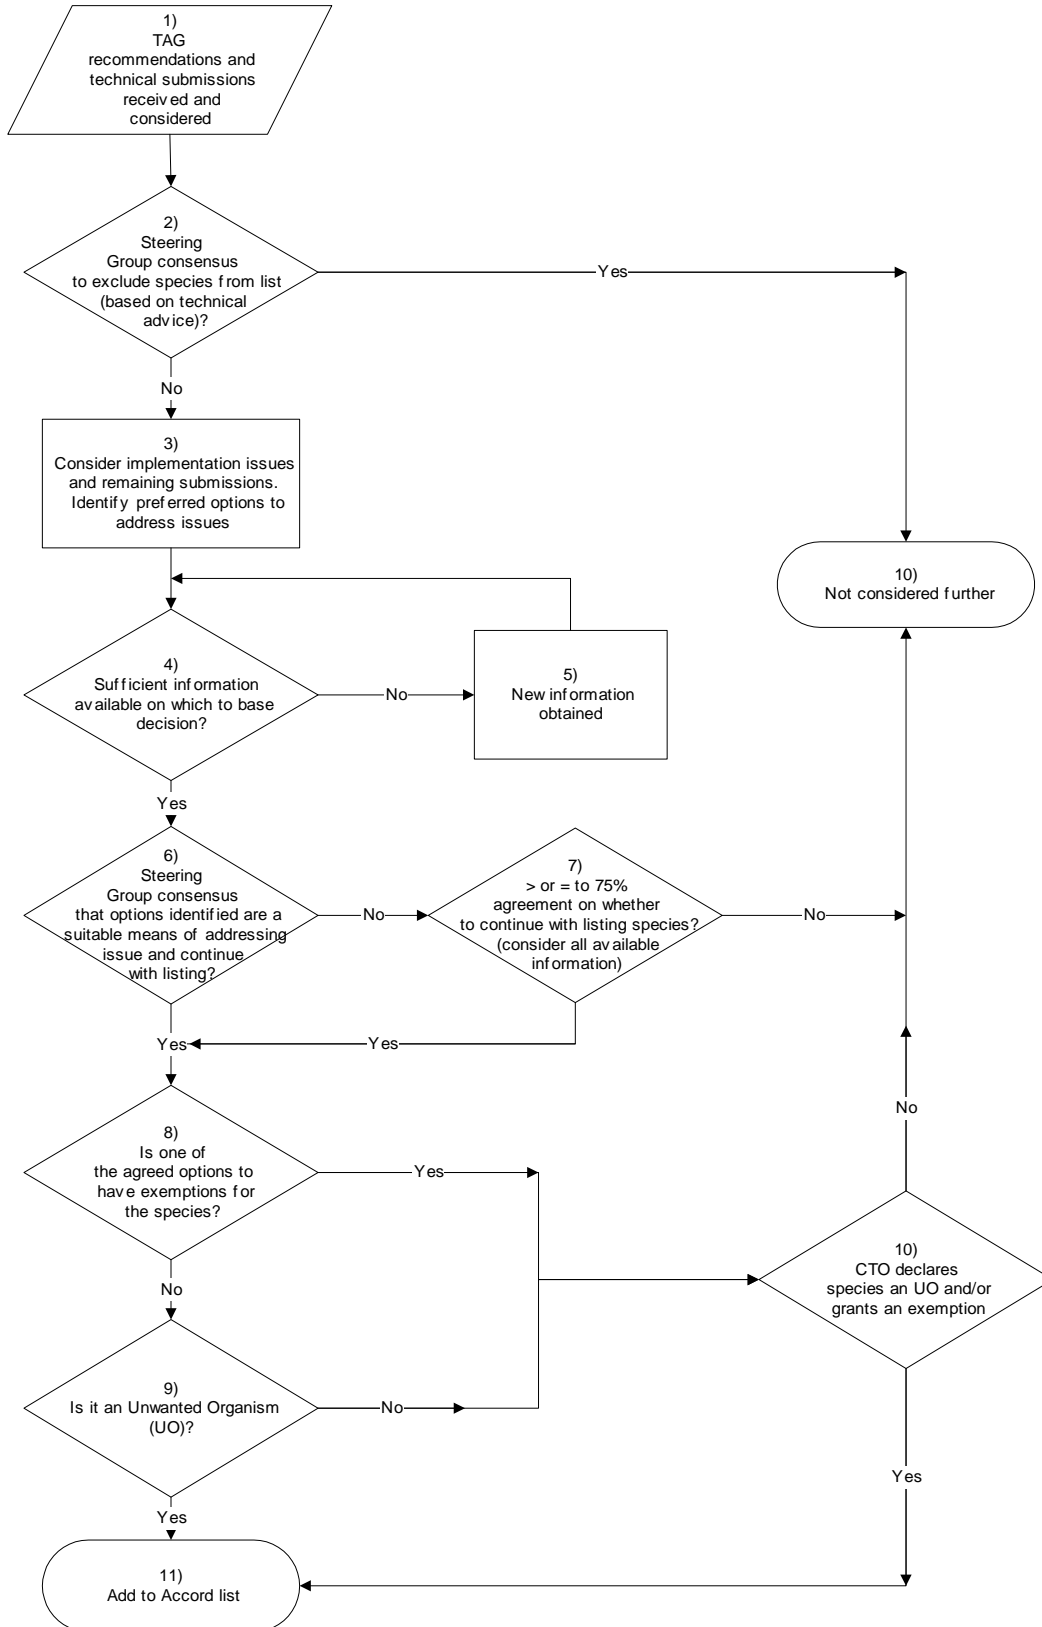 1)
TAG
recommendations and
technical submissions
received and
considered
2)
Steering
Group consensus
to exclude species from list
(based on technical
advice)?
Yes
No
3)
Consider implementation issues
and remaining submissions.
Identify preferred options to
address issues
10)
Not considered further
4)
Sufficient information
available on which to base
decision?
No
5)
New information
obtained
Yes
6)
Steering
Group consensus
that options identified are a
suitable means of addressing
issue and continue
with listing?
No
7)
> or = to 75%
agreement on whether
to continue with listing species?
(consider all available
information)
No
Yes
Yes
8)
Is one of
the agreed options to
have exemptions for
the species?
Yes
No
No
10)
CTO declares
species an UO and/or
grants an exemption
9)
Is it an Unwanted Organism
(UO)?
No
Yes
Yes
11)
Add to Accord list